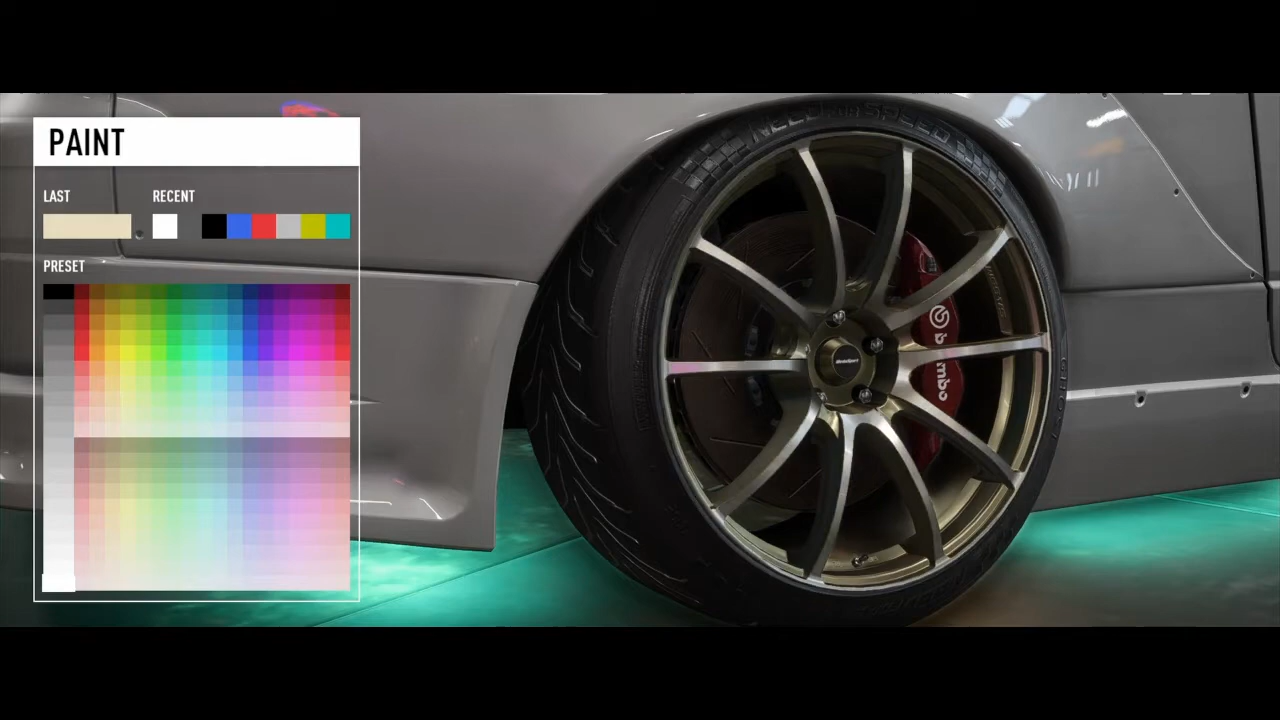 PAINT
LAST
RECENT
PRESET
NEED FOR SPEED
brembo